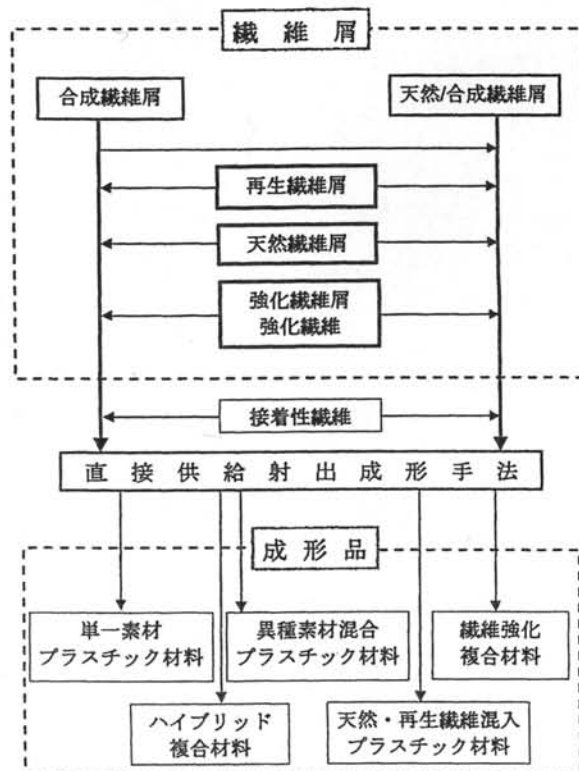 繊維屑
合成繊維屑
天然/合成繊維屑
再生繊維屑
天然繊維屑
強化繊維屑
強化繊維
接着性繊維
直接供給射出成形手法
成形品
単一素材
プラスチック材料
異種素材混合
プラスチック材料
繊維強化
複合材料
ハイブリッド
複合材料
天然・再生繊維混入
プラスチック材料